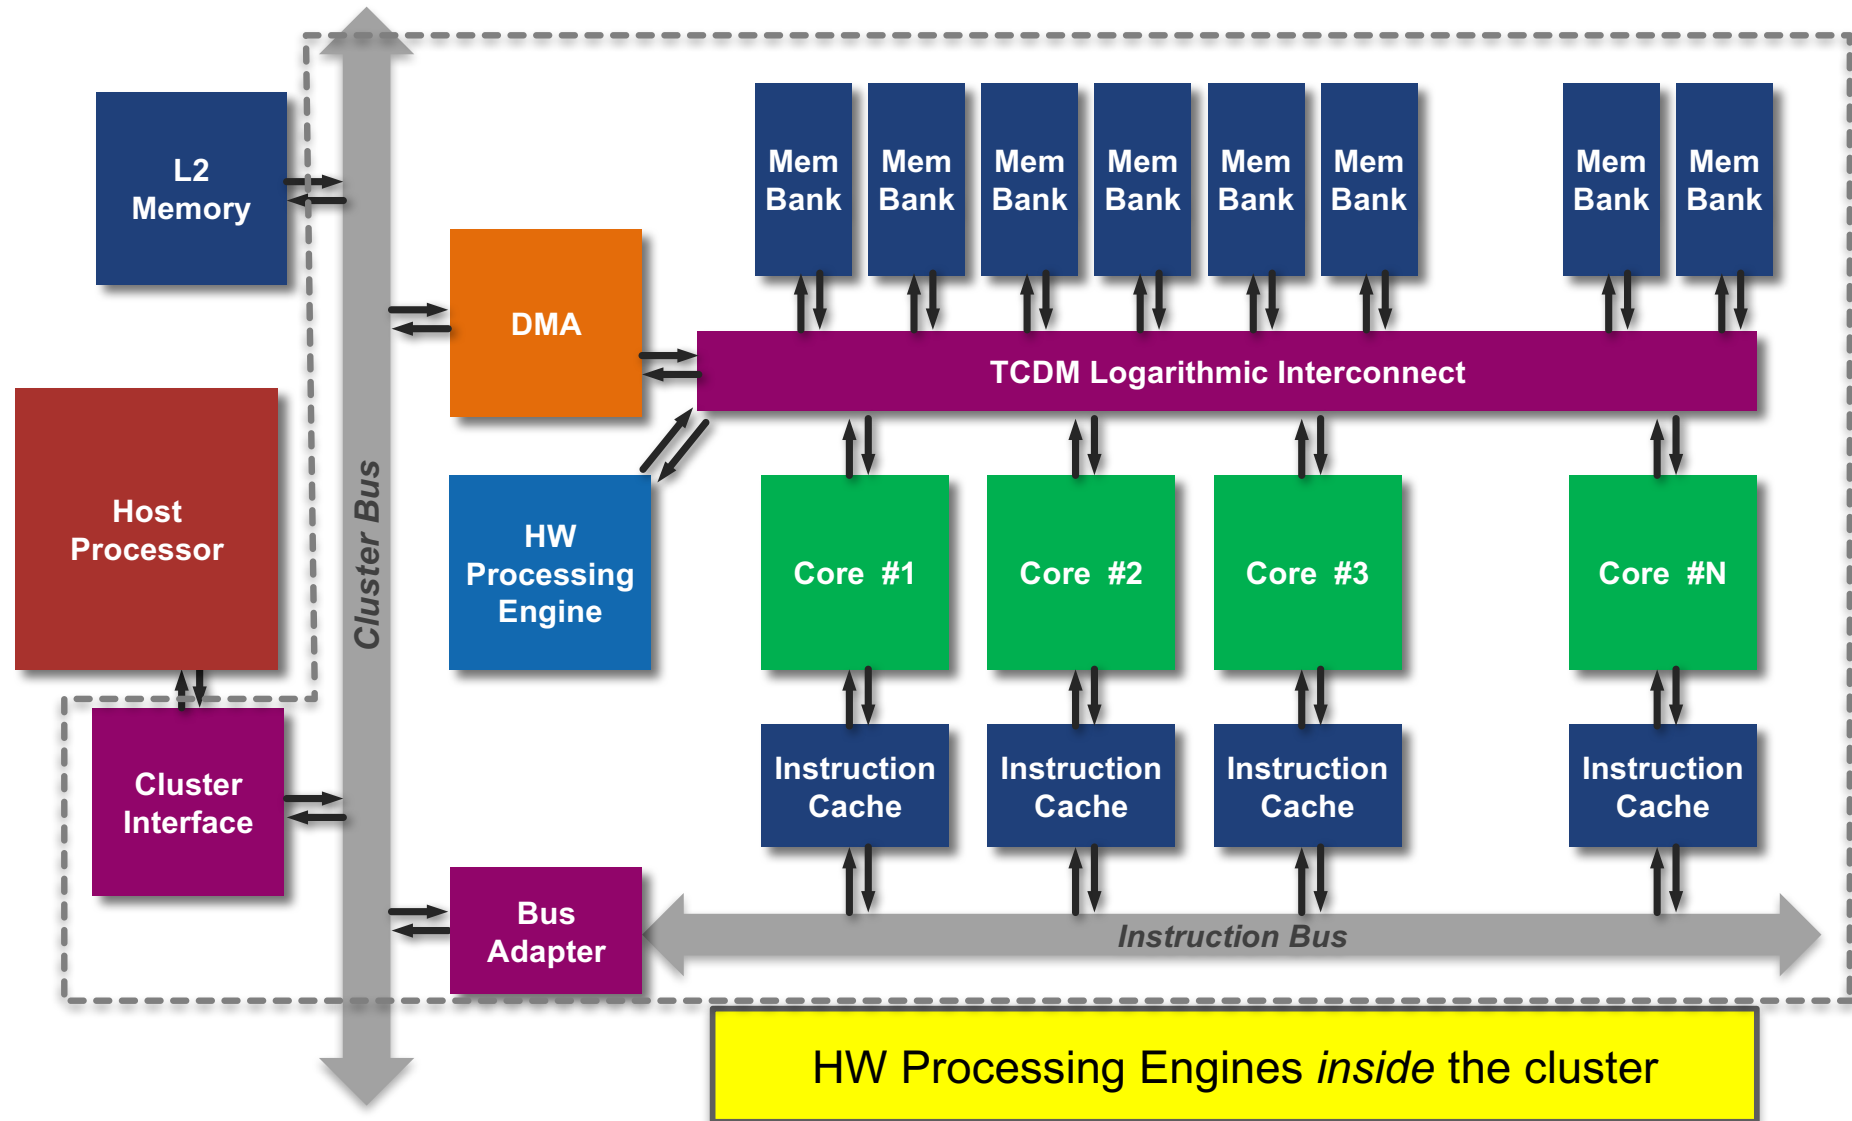 L2
Memory
Mem
Bank
Mem
Bank
Mem
Bank
Mem
Bank
Mem
Bank
Mem
Bank
Mem
Bank
Mem
Bank
DMA
TCDM Logarithmic Interconnect
Host
Processor
Cluster Bus
HW
Processing
Engine
Core #1
Core #2
Core #3
Core #N
Cluster
Interface
Instruction
Cache
Instruction
Cache
Instruction
Cache
Instruction
Cache
Bus
Adapter
Instruction Bus
HW Processing Engines inside the cluster